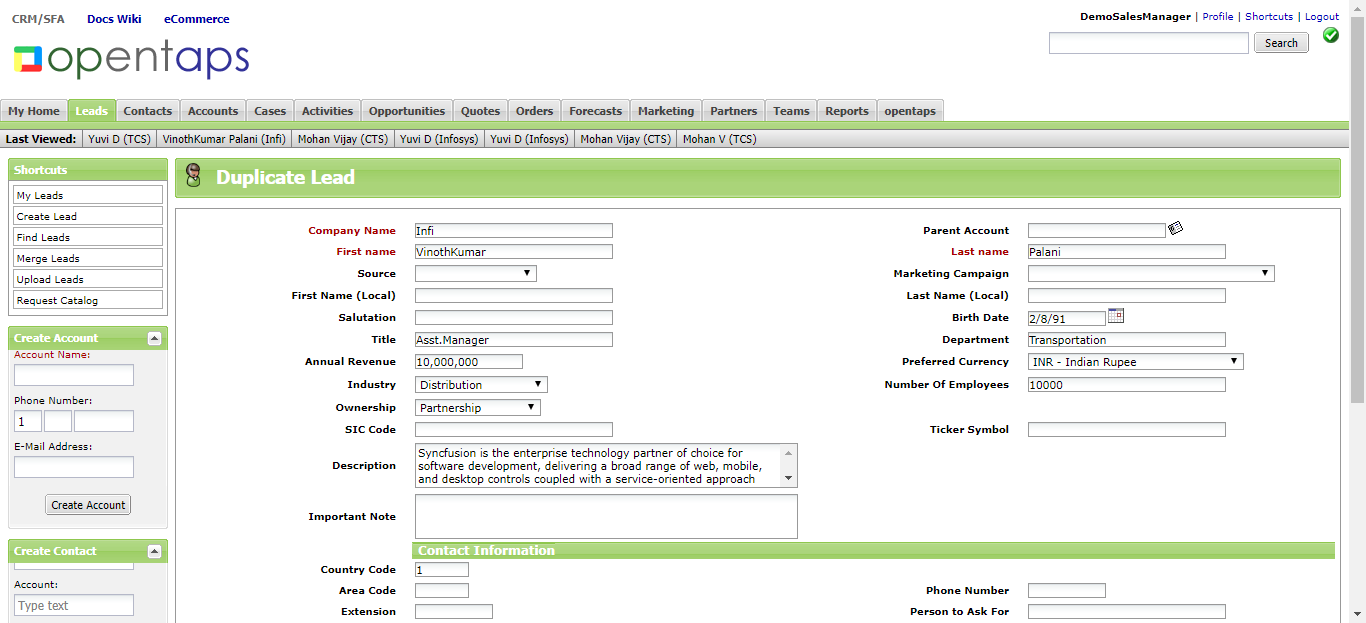 CRM/SFA Docs Wiki eCommerce
DemoSalesManager | Profile | Shortcuts | Logout
opentaps
Search
My Home Leads Contacts Accounts Cases Activities Opportunities Quotes Orders Forecasts Marketing Partners Teams Reports opentaps
Last Viewed: Yuvi D (TCS) VinothKumar Palani (Infi) Mohan Vijay (CTS) Yuvi D (Infosys) Yuvi D (Infosys) Mohan Vijay (CTS) Mohan V (TCS)
Shortcuts
My Leads
Create Lead
Find Leads
Merge Leads
Upload Leads
Request Catalog
Create Account
Account Name:
Phone Number:
1
E-Mail Address:
Create Account
Create Contact
Account:
Type text
Duplicate Lead
Company Name Infi Parent Account
First name VinothKumar Last name Palani
Source Marketing Campaign
First Name (Local) Last Name (Local)
Salutation Birth Date 2/8/91
Title Asst.Manager Department Transportation
Annual Revenue 10,000,000 Preferred Currency INR - Indian Rupee
Industry Distribution Number Of Employees 10000
Ownership Partnership
SIC Code Ticker Symbol
Description Syncfusion is the enterprise technology partner of choice for
software development, delivering a broad range of web, mobile,
and desktop controls coupled with a service-oriented approach
Important Note
Contact Information
Country Code 1
Area Code Phone Number
Extension Person to Ask For